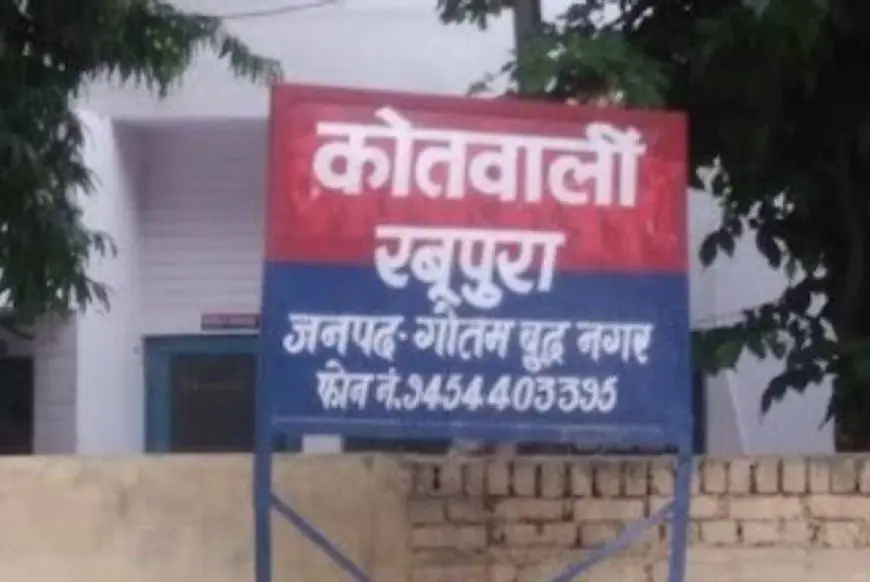 कोतवाली
रबूपुरा
जनपद- गौतम बुद्ध नगर
फोन नं.9454403395